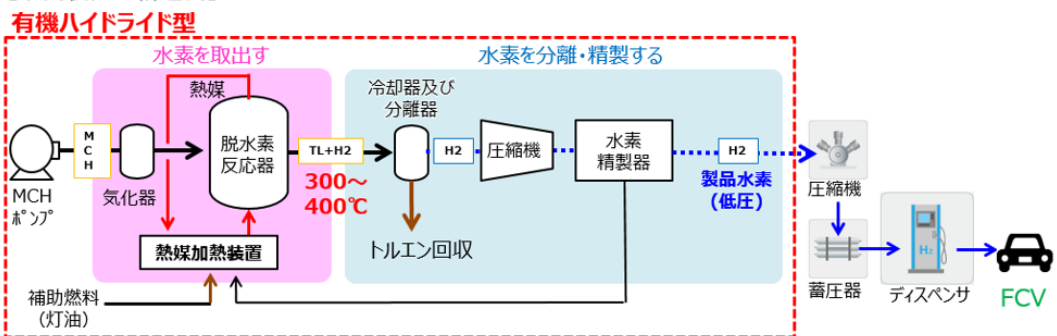 有機ハイドライド型
水素を取出す
水素を分離・精製する
熱媒
冷却器及び
分離器
M
C
H
脱水素
反応器
TL+H2
H2
圧縮機
水素
精製器
H2
300～
400℃
製品水素
(低圧)
MCH
ﾎﾟﾝﾌﾟ
気化器
圧縮機
熱媒加熱装置
トルエン回収
H2
補助燃料
(灯油)
蓄圧器
ディスペンサ
FCV